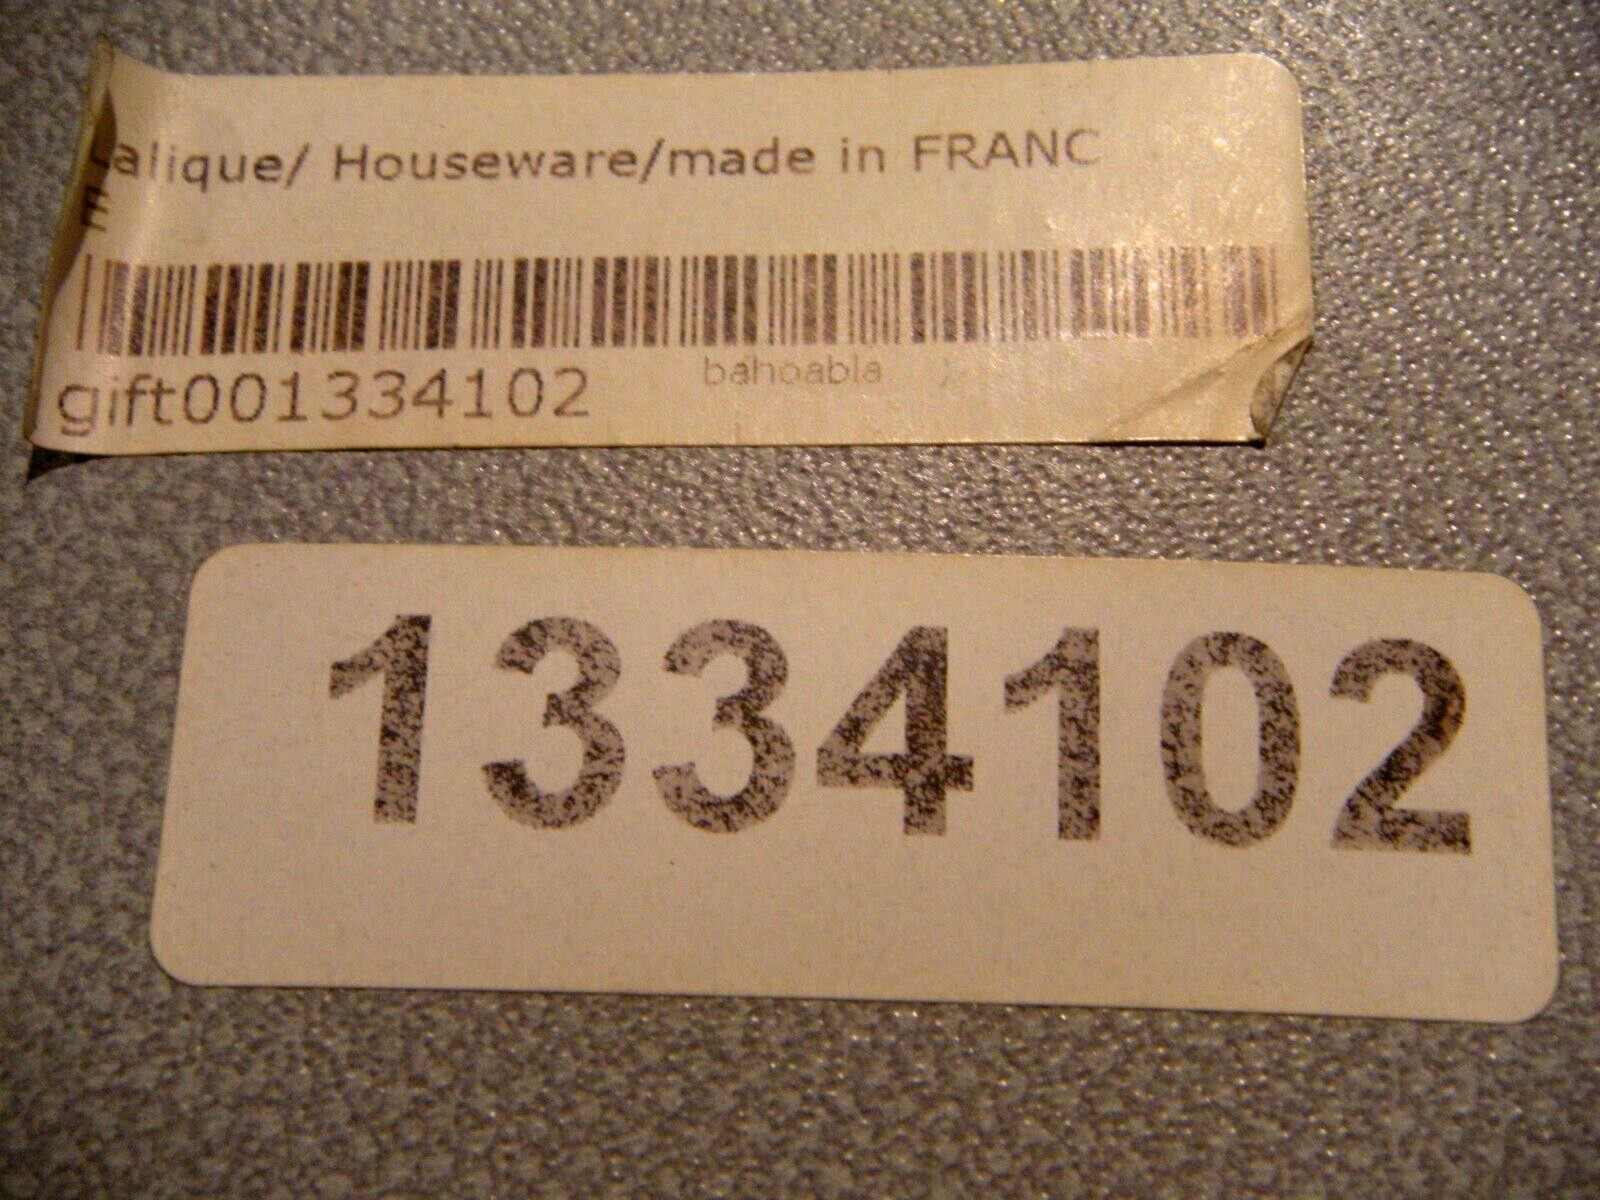 alique/ Houseware/made in FRANC
gift001334102
bahoabla
1334102